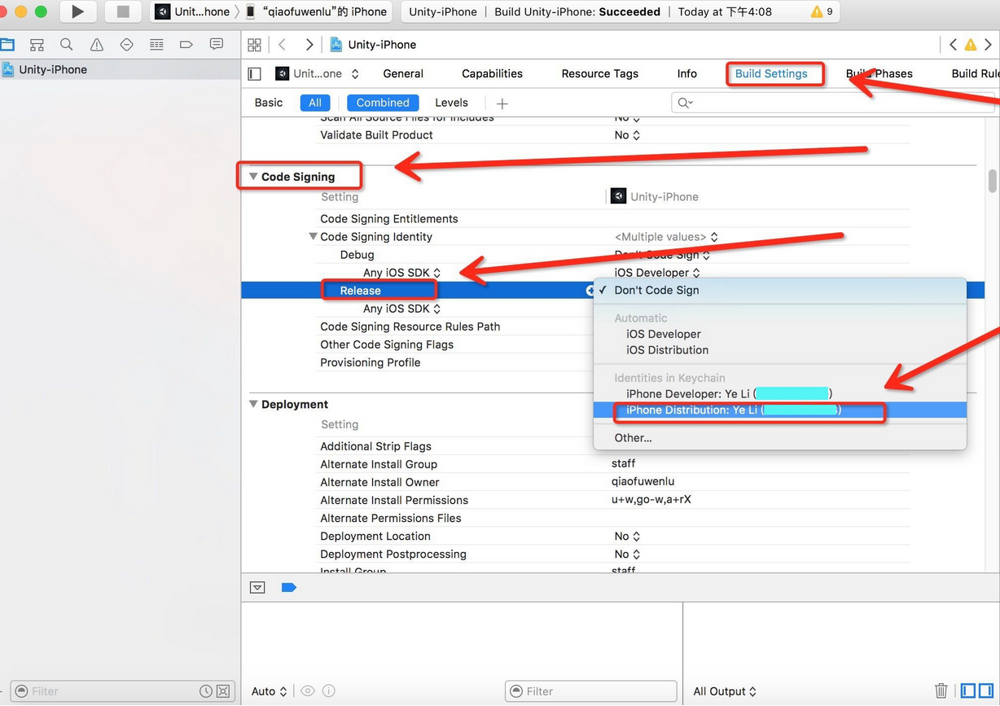 Unit...hone 〉 “qiaofuwenlu”的 iPhone
Unity-iPhone | Build Unity-iPhone: Succeeded | Today at 下午4:08
9
Unity-iPhone
Unity-iPhone
Unit...one
General
Capabilities
Resource Tags
Info
Build Settings
Build Phases
Build Rule
Basic
All
Combined
Levels
Scan All Source Files for Includes No
Validate Built Product No
Code Signing
Setting Unity-iPhone
Code Signing Entitlements
Code Signing Identity <Multiple values>
Debug Don't Code Sign
Any iOS SDK iOS Developer
Release
Don't Code Sign
Any iOS SDK
Code Signing Resource Rules Path
Other Code Signing Flags
Provisioning Profile
Automatic
iOS Developer
iOS Distribution
Identities in Keychain
iPhone Developer: Ye Li ( )
iPhone Distribution: Ye Li ( )
Other...
Deployment
Setting
Additional Strip Flags
Alternate Install Group staff
Alternate Install Owner qiaofuwenlu
Alternate Install Permissions u+w,go-w,a+rX
Alternate Permissions Files
Deployment Location No
Deployment Postprocessing No
Install Group staff
Filter
Auto
Filter
All Output